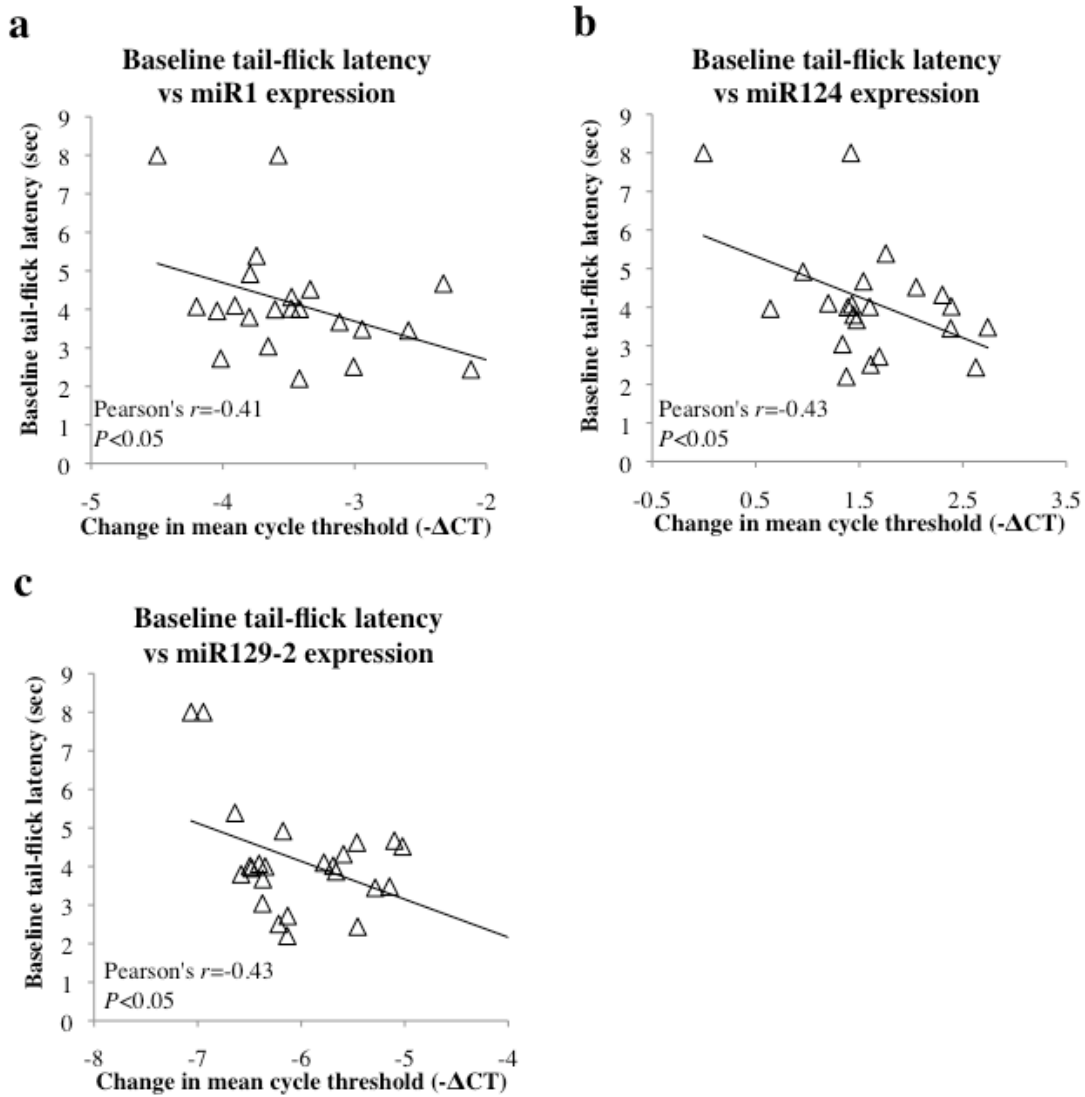 a
Baseline tail-flick latency
vs miR1 expression
Baseline tail-flick latency (sec)
9
8
7
6
5
4
3
2
1
0
Pearson's r=-0.41
P<0.05
-5 -4 -3 -2
Change in mean cycle threshold (-ΔCT)
b
Baseline tail-flick latency
vs miR124 expression
Baseline tail-flick latency (sec)
9
8
7
6
5
4
3
2
1
0
Pearson's r=-0.43
P<0.05
-0.5 0.5 1.5 2.5 3.5
Change in mean cycle threshold (-ΔCT)
c
Baseline tail-flick latency
vs miR129-2 expression
Baseline tail-flick latency (sec)
9
8
7
6
5
4
3
2
1
0
Pearson's r=-0.43
P<0.05
-8 -7 -6 -5 -4
Change in mean cycle threshold (-ΔCT)